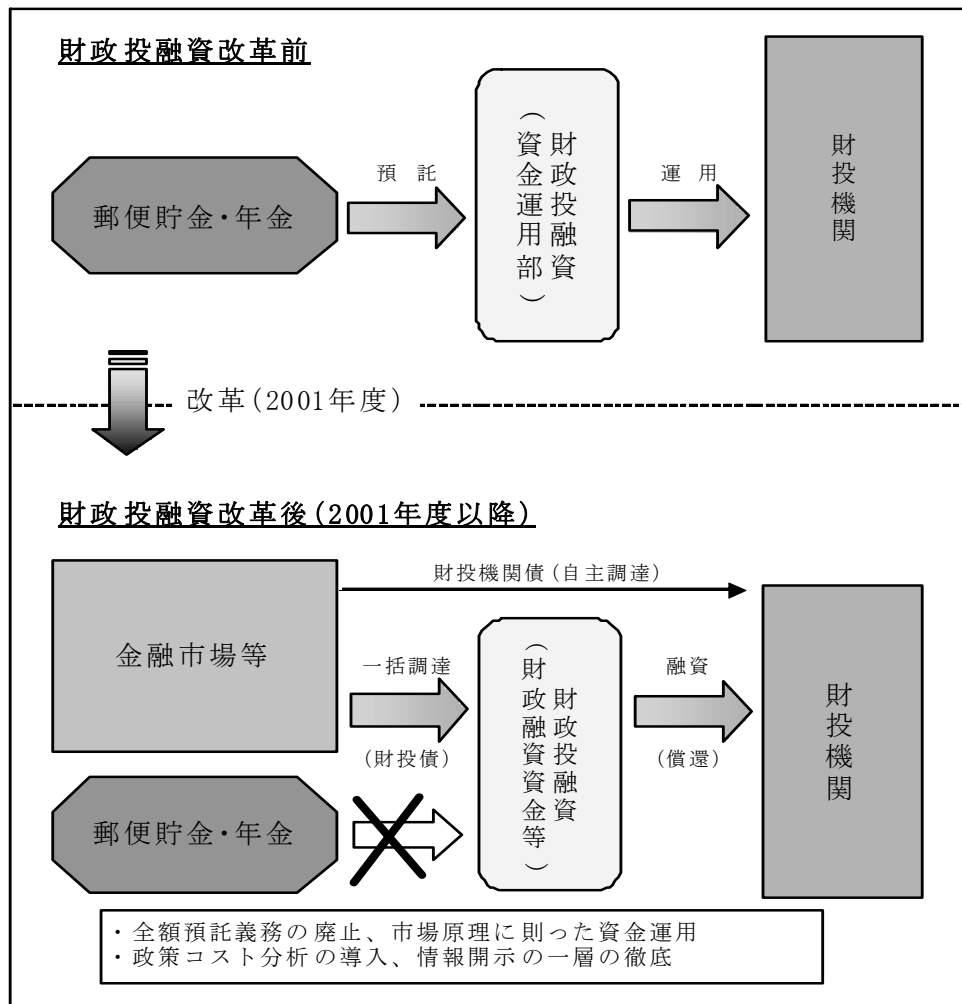 財政投融資改革前
郵便貯金・年金
預託
財政投融資
（資金運用部）
運用
財投機関
改革(2001年度)
財政投融資改革後(2001年度以降)
金融市場等
財投機関債(自主調達)
一括調達
(財投債)
財政投融資
（財政融資資金等）
融資
(償還)
財投機関
郵便貯金・年金
・全額預託義務の廃止、市場原理に則った資金運用
・政策コスト分析の導入、情報開示の一層の徹底